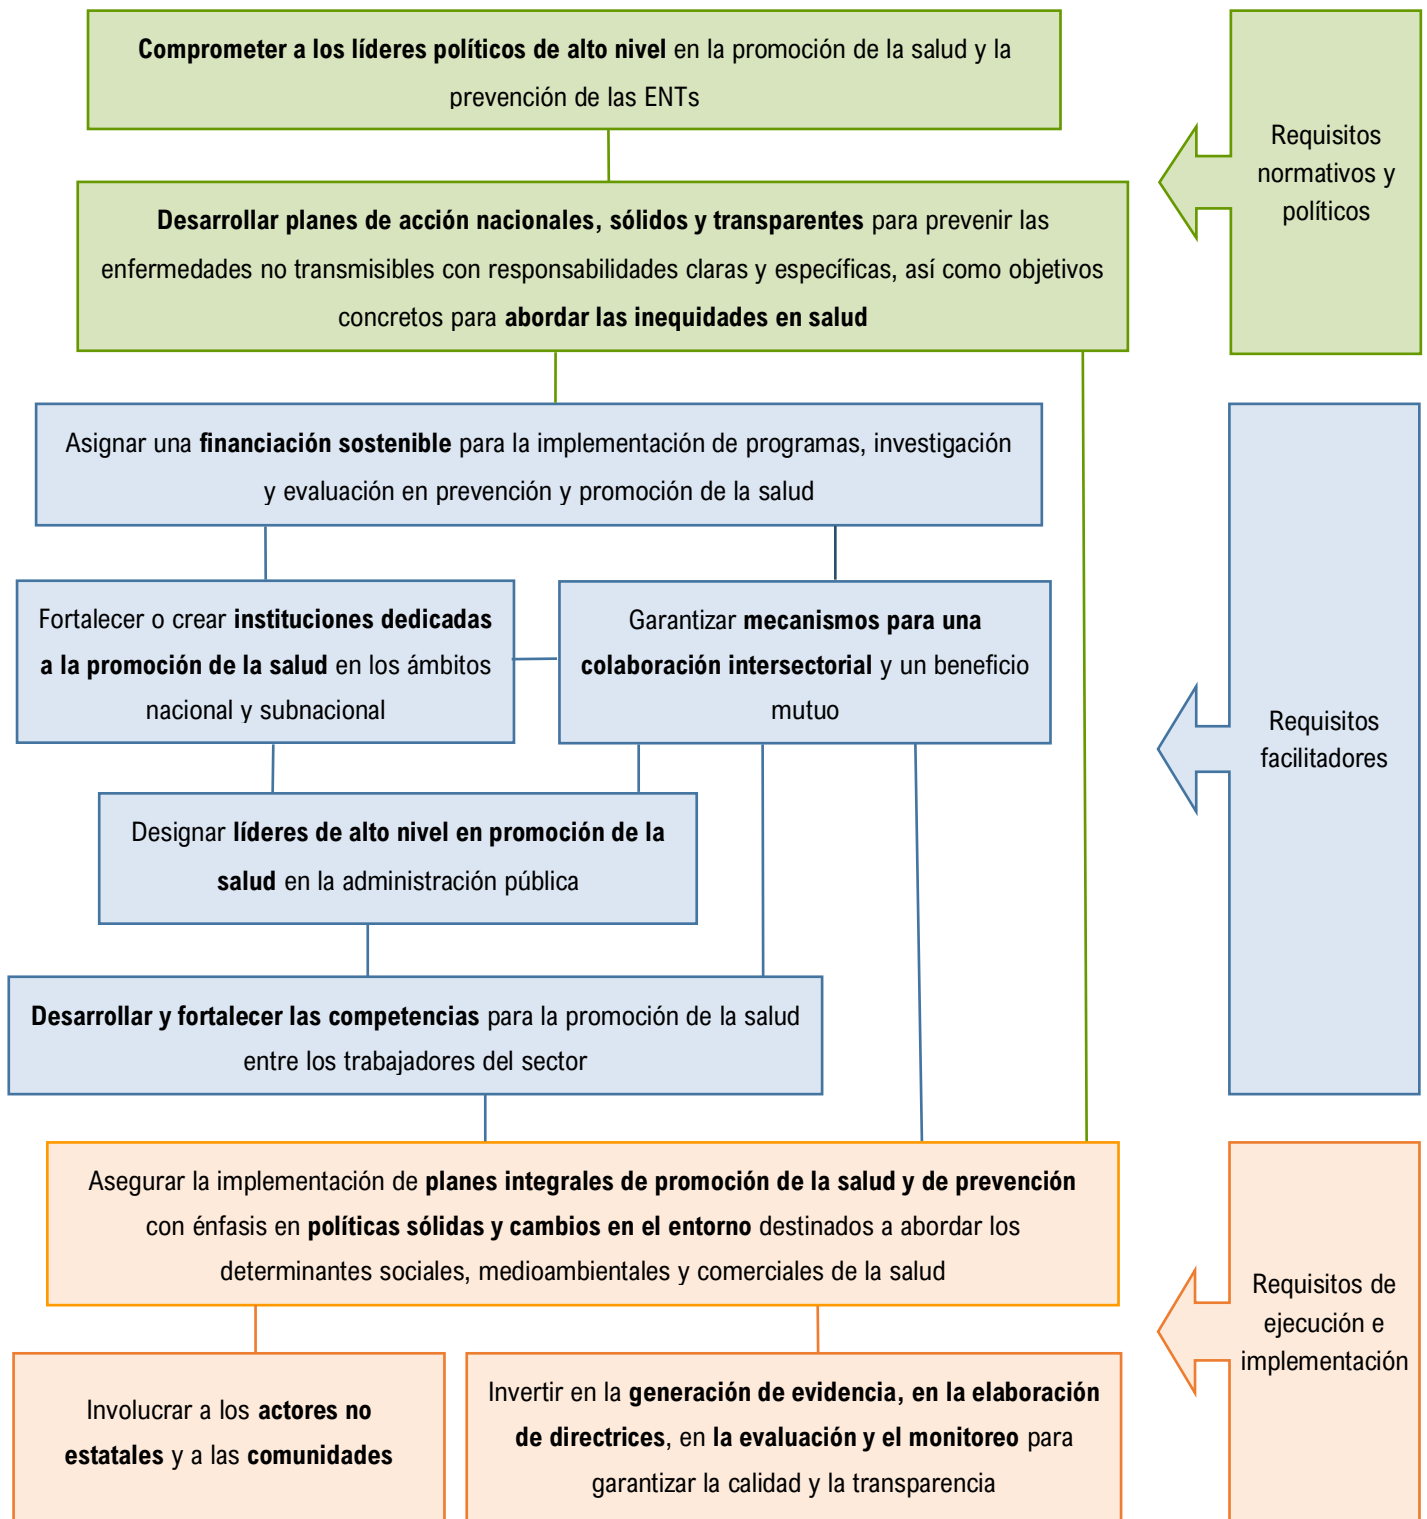 Comprometer a los líderes políticos de alto nivel en la promoción de la salud y la
prevención de las ENTs
Requisitos
normativos y
políticos
Desarrollar planes de acción nacionales, sólidos y transparentes para prevenir las
enfermedades no transmisibles con responsabilidades claras y específicas, así como objetivos
concretos para abordar las inequidades en salud
Asignar una financiación sostenible para la implementación de programas, investigación
y evaluación en prevención y promoción de la salud
Fortalecer o crear instituciones dedicadas
a la promoción de la salud en los ámbitos
nacional y subnacional
Garantizar mecanismos para una
colaboración intersectorial y un beneficio
mutuo
Requisitos
facilitadores
Designar líderes de alto nivel en promoción de la
salud en la administración pública
Desarrollar y fortalecer las competencias para la promoción de la salud
entre los trabajadores del sector
Asegurar la implementación de planes integrales de promoción de la salud y de prevención
con énfasis en políticas sólidas y cambios en el entorno destinados a abordar los
determinantes sociales, medioambientales y comerciales de la salud
Requisitos de
ejecución e
implementación
Involucrar a los actores no
estatales y a las comunidades
Invertir en la generación de evidencia, en la elaboración
de directrices, en la evaluación y el monitoreo para
garantizar la calidad y la transparencia